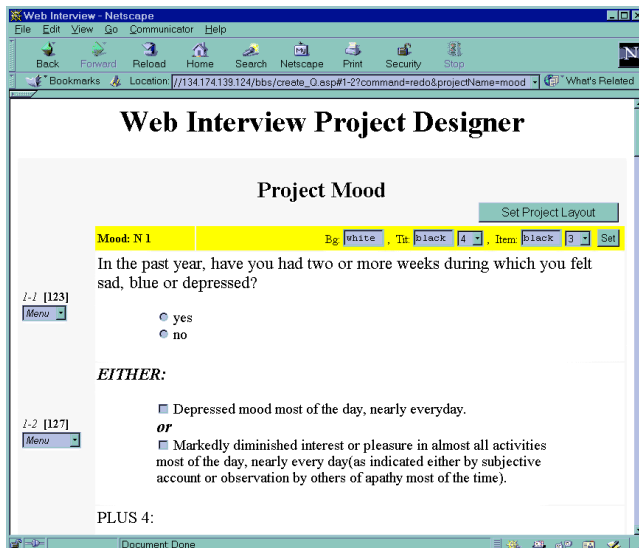 Web Interview - Netscape
File Edit View Go Communicator Help
Back Forward Reload Home Search Netscape Print Security Stop
N
Bookmarks Location: //134.174.139.124/bbs/create_Q.asp#1-2?command=redo&projectName=mood What's Related
Web Interview Project Designer
Project Mood
Set Project Layout
Mood: N 1 Bg: white , Tit: black 4 , Item: black 3 Set
In the past year, have you had two or more weeks during which you felt
sad, blue or depressed?
1-1 [123]
Menu
yes
no
EITHER:
Depressed mood most of the day, nearly everyday.
1-2 [127]
or
Menu
Markedly diminished interest or pleasure in almost all activities
most of the day, nearly every day(as indicated either by subjective
account or observation by others of apathy most of the time).
PLUS 4:
Document: Done